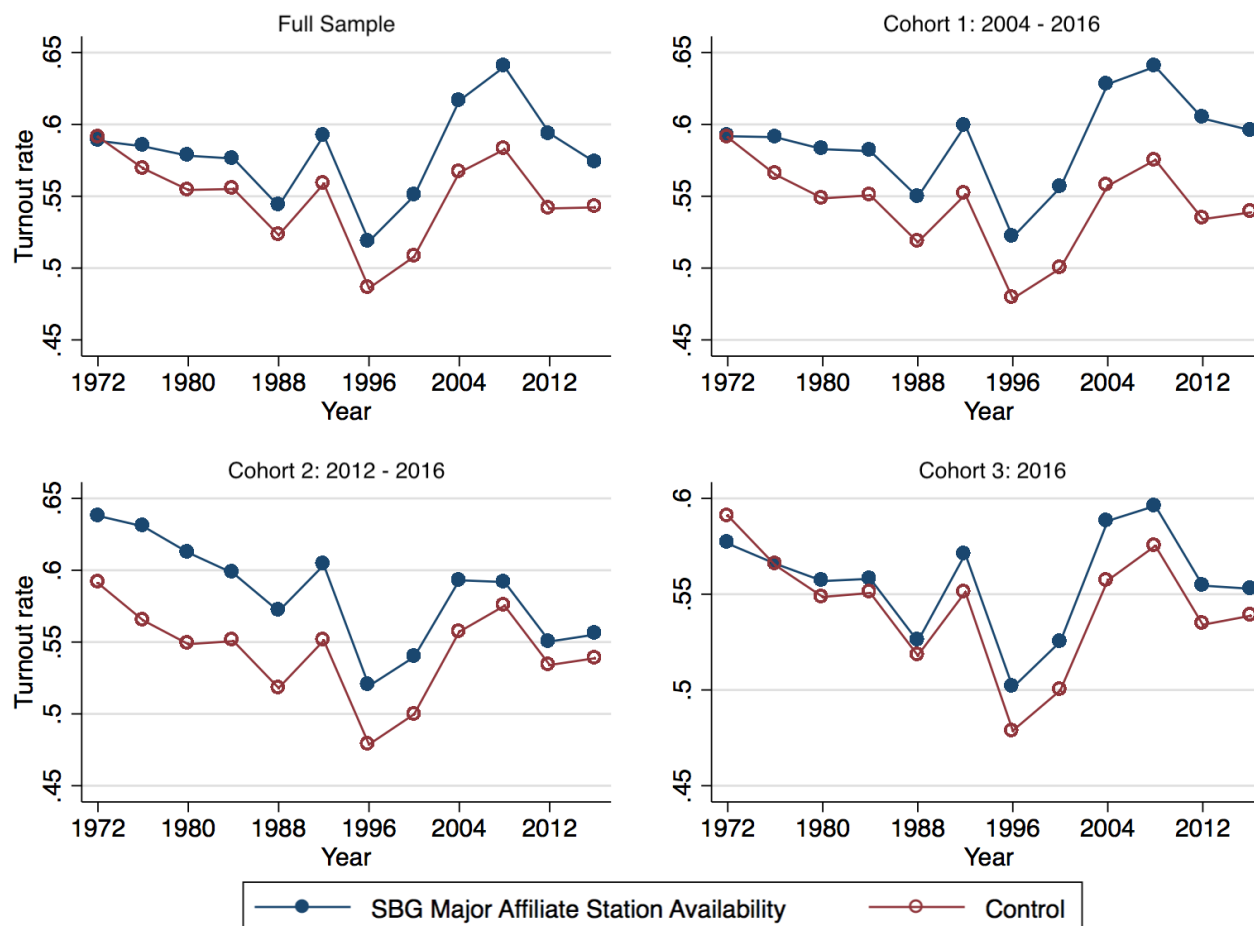 Full Sample
Turnout rate
.65
.6
.55
.5
.45
1972 1980 1988 1996 2004 2012
Year
Cohort 1: 2004 - 2016
.65
.6
.55
.5
.45
1972 1980 1988 1996 2004 2012
Year
Cohort 2: 2012 - 2016
Turnout rate
.65
.6
.55
.5
.45
1972 1980 1988 1996 2004 2012
Year
Cohort 3: 2016
.6
.55
.5
.45
1972 1980 1988 1996 2004 2012
Year
SBG Major Affiliate Station Availability
Control